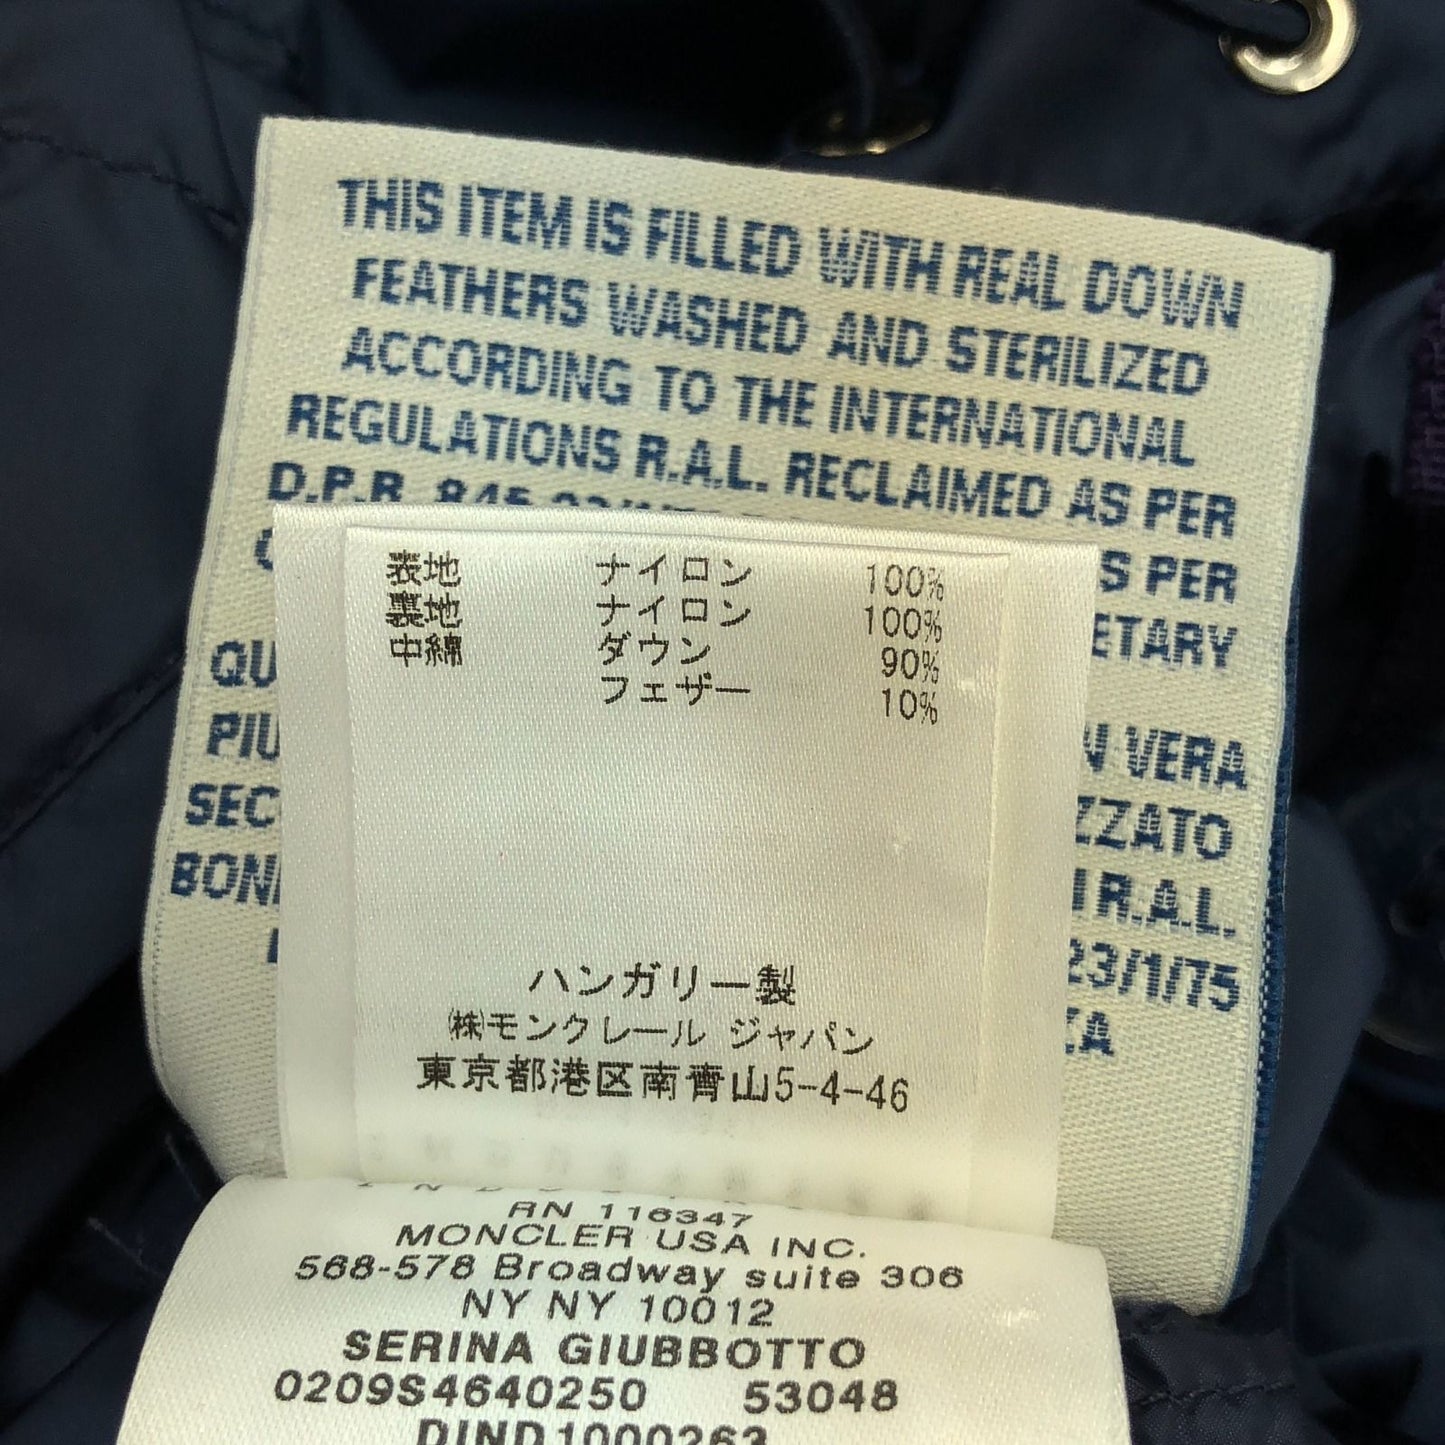 THIS ITEM IS FILLED WITH REAL DOWN
FEATHERS WASHED AND STERILIZED
ACCORDING TO THE INTERNATIONAL
REGULATIONS R.A.L. RECLAIMED AS PER
D.P.R. 845
S PER
ETARY
QU
PIU
N VERA
SEC
ZZATO
BON
I R.A.L.
23/1/75
ZA
表地 ナイロン 100%
裏地 ナイロン 100%
中綿 ダウン 90%
フェザー 10%
ハンガリー製
㈱モンクレール ジャパン
東京都港区南青山5-4-46
RN 116347
MONCLER USA INC.
568-578 Broadway suite 306
NY NY 10012
SERINA GIUBBOTTO
0209S4640250 53048
DIND1000263